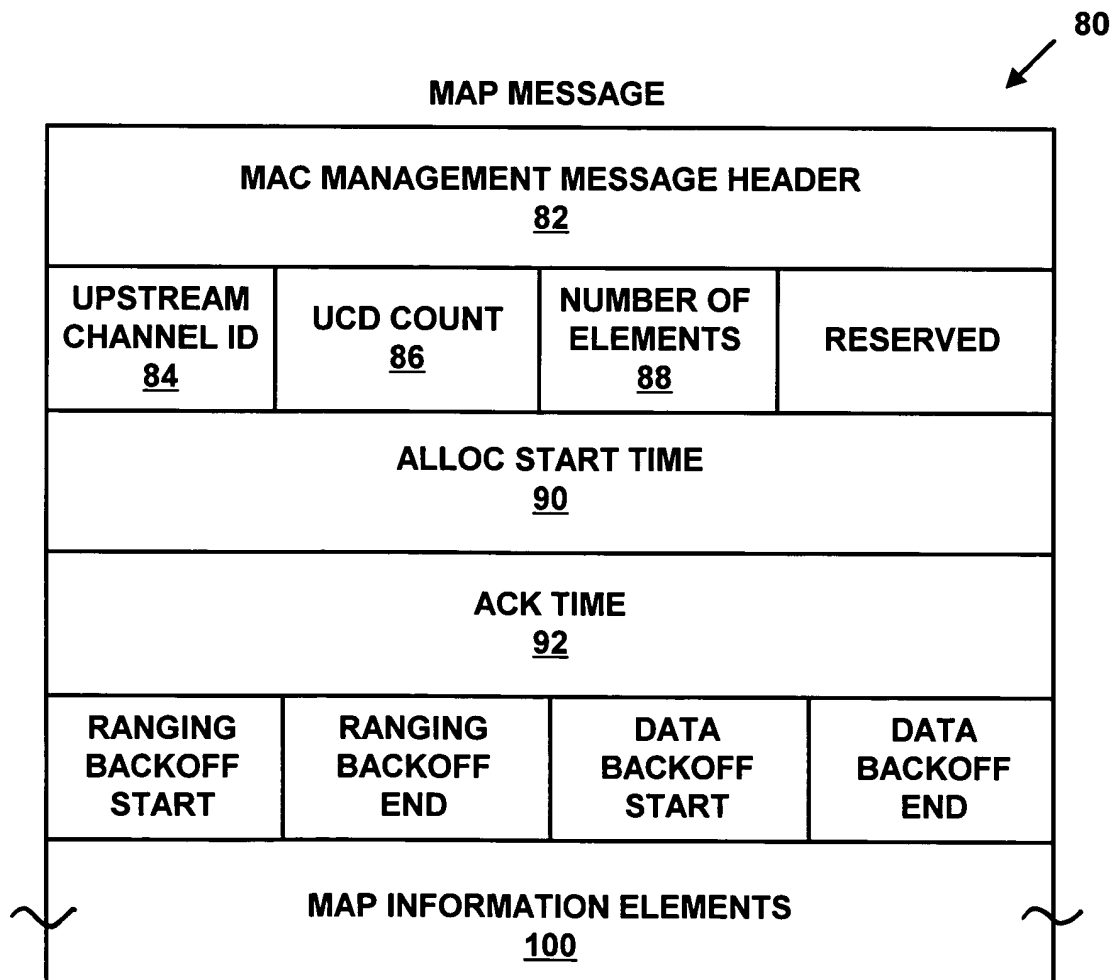 80
MAP MESSAGE
MAC MANAGEMENT MESSAGE HEADER
82
UPSTREAM
CHANNEL ID
84
UCD COUNT
86
NUMBER OF
ELEMENTS
88
RESERVED
ALLOC START TIME
90
ACK TIME
92
RANGING
BACKOFF
START
RANGING
BACKOFF
END
DATA
BACKOFF
START
DATA
BACKOFF
END
MAP INFORMATION ELEMENTS
100